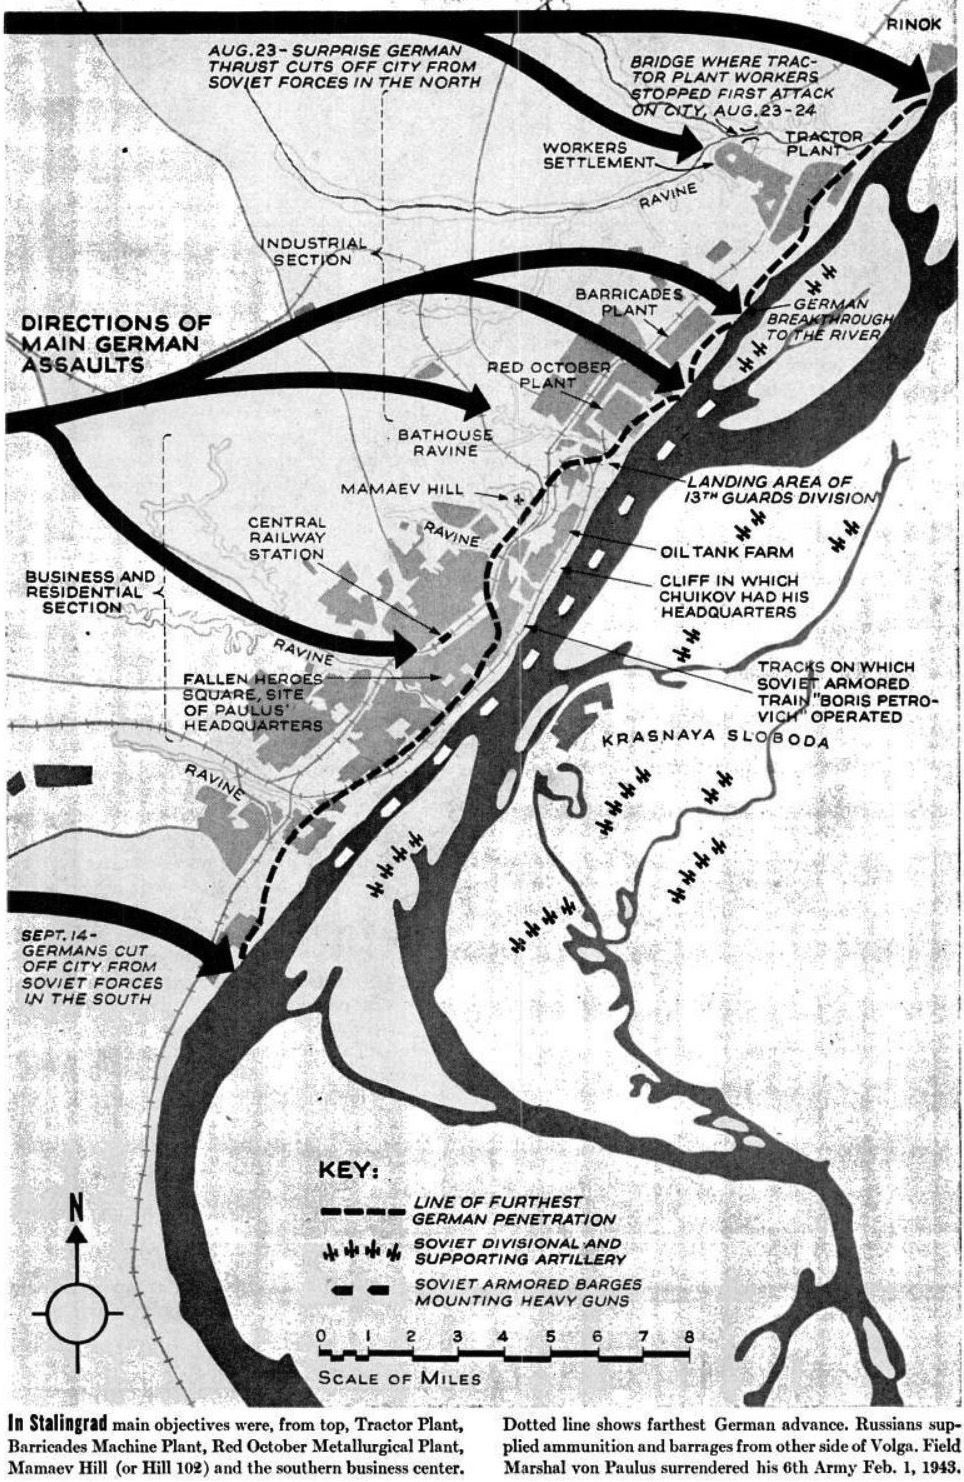 RINOK
AUG. 23 - SURPRISE GERMAN
THRUST CUTS OFF CITY FROM
SOVIET FORCES IN THE NORTH
BRIDGE WHERE TRAC-
TOR PLANT WORKERS
STOPPED FIRST ATTACK
ON CITY, AUG. 23-24
TRACTOR
PLANT
WORKERS
SETTLEMENT
RAVINE
INDUSTRIAL
SECTION
BARRICADES
PLANT
GERMAN
BREAKTHROUGH
TO THE RIVER
DIRECTIONS OF
MAIN GERMAN
ASSAULTS
RED OCTOBER
PLANT
BATHOUSE
RAVINE
MAMAEV HILL
LANDING AREA OF
13TH GUARDS DIVISION
CENTRAL
RAILWAY
STATION
RAVINE
OIL TANK FARM
BUSINESS AND
RESIDENTIAL
SECTION
CLIFF IN WHICH
CHUIKOV HAD HIS
HEADQUARTERS
RAVINE
FALLEN HEROES
SQUARE, SITE
OF PAULUS'
HEADQUARTERS
TRACKS ON WHICH
SOVIET ARMORED
TRAIN "BORIS PETRO-
VICH" OPERATED
KRASNAYA SLOBODA
RAVINE
SEPT. 14-
GERMANS CUT
OFF CITY FROM
SOVIET FORCES
IN THE SOUTH
KEY:
LINE OF FURTHEST
GERMAN PENETRATION
SOVIET DIVISIONAL AND
SUPPORTING ARTILLERY
SOVIET ARMORED BARGES
MOUNTING HEAVY GUNS
N
0 1 2 3 4 5 6 7 8
SCALE OF MILES
In Stalingrad main objectives were, from top, Tractor Plant,
Barricades Machine Plant, Red October Metallurgical Plant,
Mamaev Hill (or Hill 102) and the southern business center.
Dotted line shows farthest German advance. Russians sup-
plied ammunition and barrages from other side of Volga. Field
Marshal von Paulus surrendered his 6th Army Feb. 1, 1943.